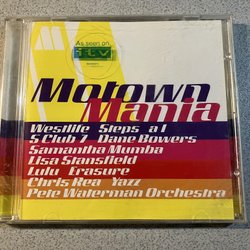 As seen on
itv
Motown
Mania
Westlife Steps a1
S Club 7 Dane Bowers
Samantha Mumba
Lisa Stansfield
Lulu Erasure
Chris Rea Yazz
Pete Waterman Orchestra